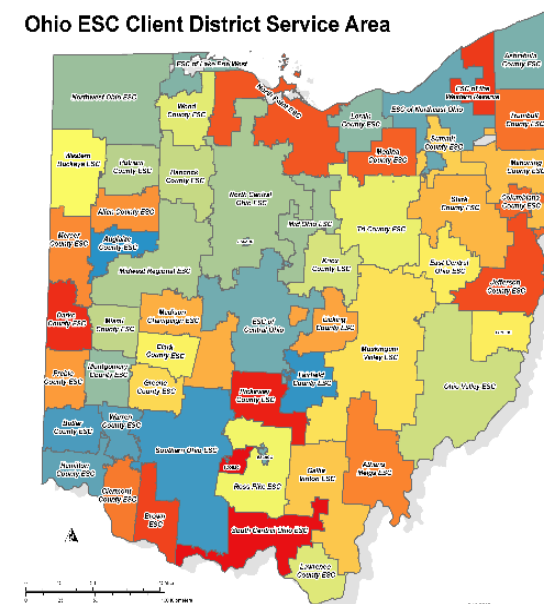 Ohio ESC Client District Service Area
ESC of Lake Erie West
Ashtabula
County ESC
Northwest Ohio ESC
North Point ESC
ESC of the
Western Reserve
Wood
County ESC
Lorain
County ESC
ESC of Northeast Ohio
Trumbull
County ESC
Summit
County ESC
Medina
County ESC
Western
Buckeye ESC
Putnam
County ESC
Hancock
County ESC
Mahoning
County ESC
North Central
Ohio ESC
Stark
County ESC
Columbiana
County ESC
Allen County ESC
Mid Ohio ESC
Tri County ESC
Mercer
County ESC
Auglaize
County ESC
East Central
Ohio ESC
Knox
County ESC
Midwest Regional ESC
Jefferson
County ESC
Darke
County ESC
Miami
County ESC
Madison
Champaign ESC
ESC of
Central Ohio
Licking
County ESC
Clark
County ESC
Muskingum
Valley ESC
Preble
County ESC
Montgomery
County ESC
Greene
County ESC
Fairfield
County ESC
Ohio Valley ESC
Pickaway
County ESC
Butler
County ESC
Warren
County ESC
Southern Ohio ESC
Hamilton
County ESC
Ross Pike ESC
Gallia
Vinton ESC
Athens
Meigs ESC
Clermont
County ESC
Brown
ESC
South Central Ohio ESC
Lawrence
County ESC